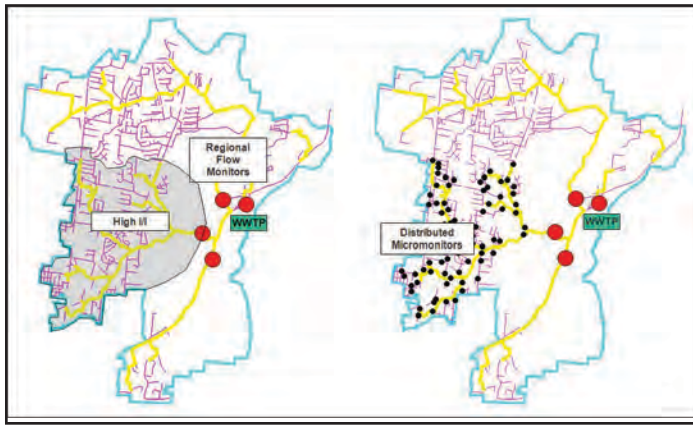 Regional
Flow
Monitors
High I/I
WWTP
WWTP
Distributed
Micromonitors